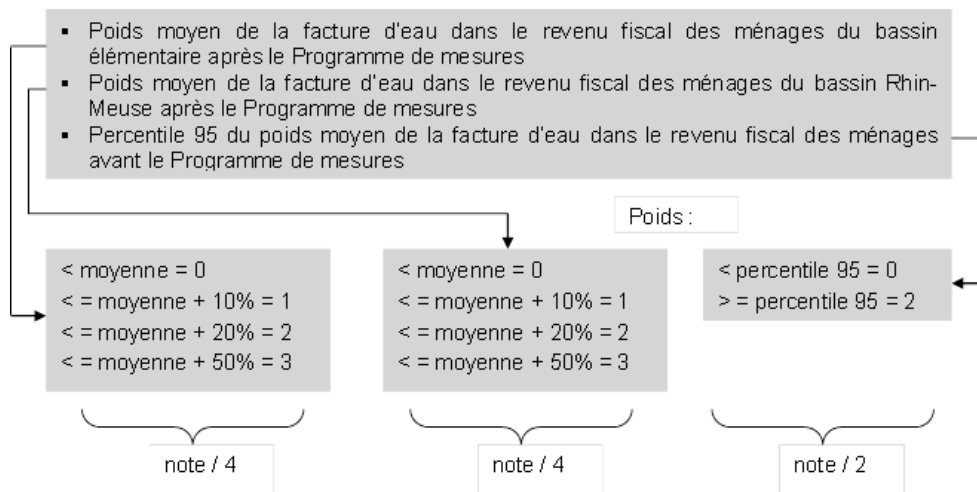 ▪ Poids moyen de la facture d'eau dans le revenu fiscal des ménages du bassin
élémentaire après le Programme de mesures
▪ Poids moyen de la facture d'eau dans le revenu fiscal des ménages du bassin Rhin-
Meuse après le Programme de mesures
▪ Percentile 95 du poids moyen de la facture d'eau dans le revenu fiscal des ménages
avant le Programme de mesures
Poids :
< moyenne = 0
< = moyenne + 10% = 1
< = moyenne + 20% = 2
< = moyenne + 50% = 3
< moyenne = 0
< = moyenne + 10% = 1
< = moyenne + 20% = 2
< = moyenne + 50% = 3
< percentile 95 = 0
> = percentile 95 = 2
note / 4
note / 4
note / 2